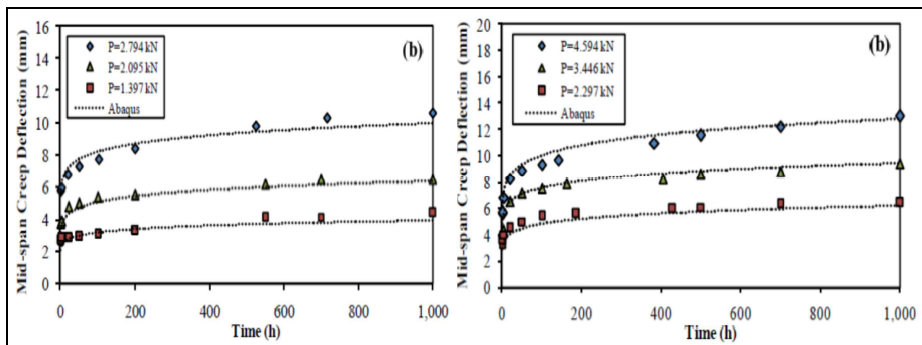 Mid-span Creep Deflection (mm)
16
14
12
10
8
6
4
2
0
P=2.794 kN
P=2.095 kN
P=1.397 kN
Abaqus
(b)
0
200
400
600
800
1,000
Time (h)
Mid-span Creep Deflection (mm)
20
18
16
14
12
10
8
6
4
2
0
P=4.594 kN
P=3.446 kN
P=2.297 kN
Abaqus
(b)
0
200
400
600
800
1,000
Time (h)